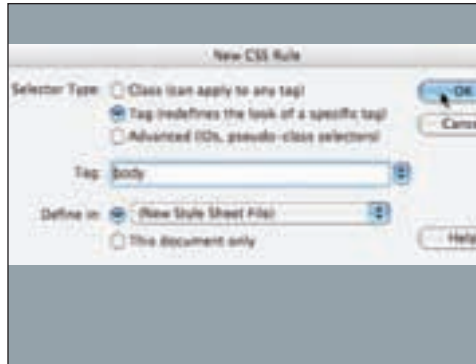 New CSS Rule
Selector Type: Class (can apply to any tag)
Tag (redefines the look of a specific tag)
Advanced (IDs, pseudo-class selectors)
Tag: body
Define in: (New Style Sheet File)
This document only
OK
Cance
Help